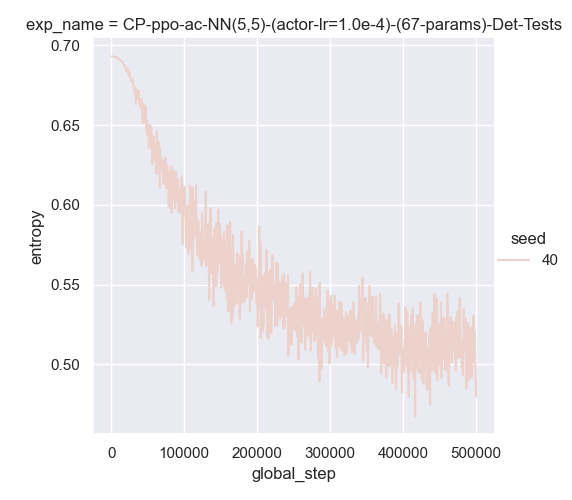 exp_name = CP-ppo-ac-NN(5,5)-(actor-lr=1.0e-4)-(67-params)-Det-Tests
0.70
0.65
0.60
0.55
0.50
entropy
0 100000 200000 300000 400000 500000
global_step
seed
40